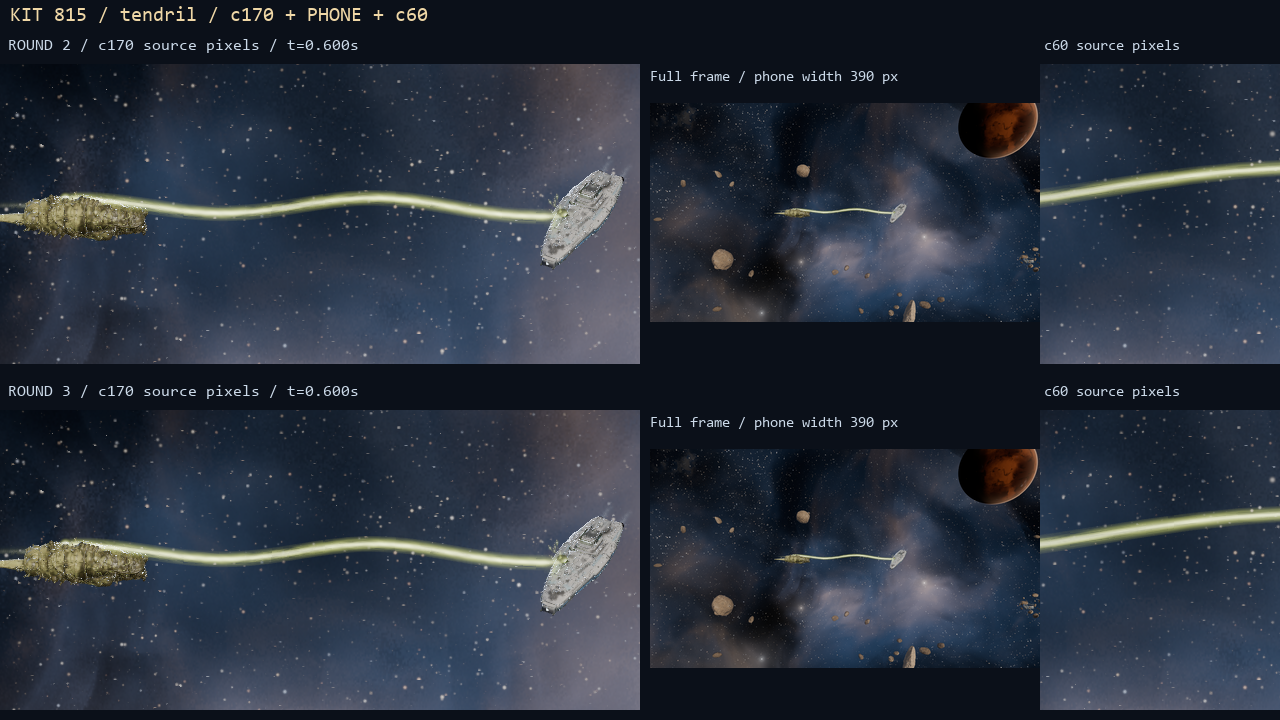 KIT 815 / tendril / c170 + PHONE + c60
ROUND 2 / c170 source pixels / t=0.600s
c60 source pixels
Full frame / phone width 390 px
ROUND 3 / c170 source pixels / t=0.600s
c60 source pixels
Full frame / phone width 390 px